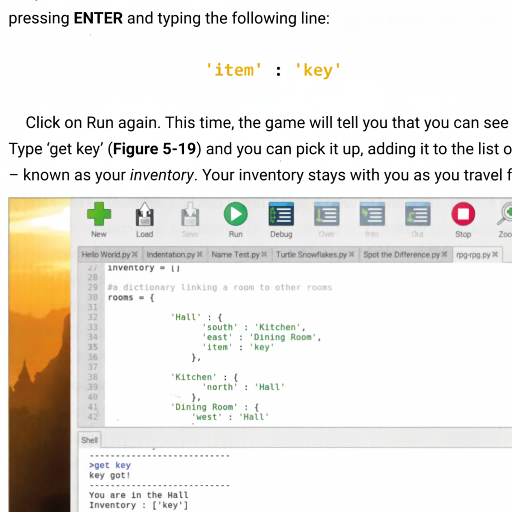 pressing ENTER and typing the following line:
'item' : 'key'
Click on Run again. This time, the game will tell you that you can see
Type ‘get key’ (Figure 5-19) and you can pick it up, adding it to the list o
– known as your inventory. Your inventory stays with you as you travel f
New Load Save Run Debug Over Into Out Stop Zoo
Hello World.py Indentation.py Name Test.py Turtle Snowflakes.py Spot the Difference.py rpg-rpg.py
27 inventory = []
28
29 #a dictionary linking a room to other rooms
30 rooms = {
31
32 'Hall' : {
33 'south' : 'Kitchen',
34 'east' : 'Dining Room',
35 'item' : 'key'
36 },
37
38 'Kitchen' : {
39 'north' : 'Hall'
40 },
41 'Dining Room' : {
42 'west' : 'Hall'
Shell
---------------------------
>get key
key got!
---------------------------
You are in the Hall
Inventory : ['key']